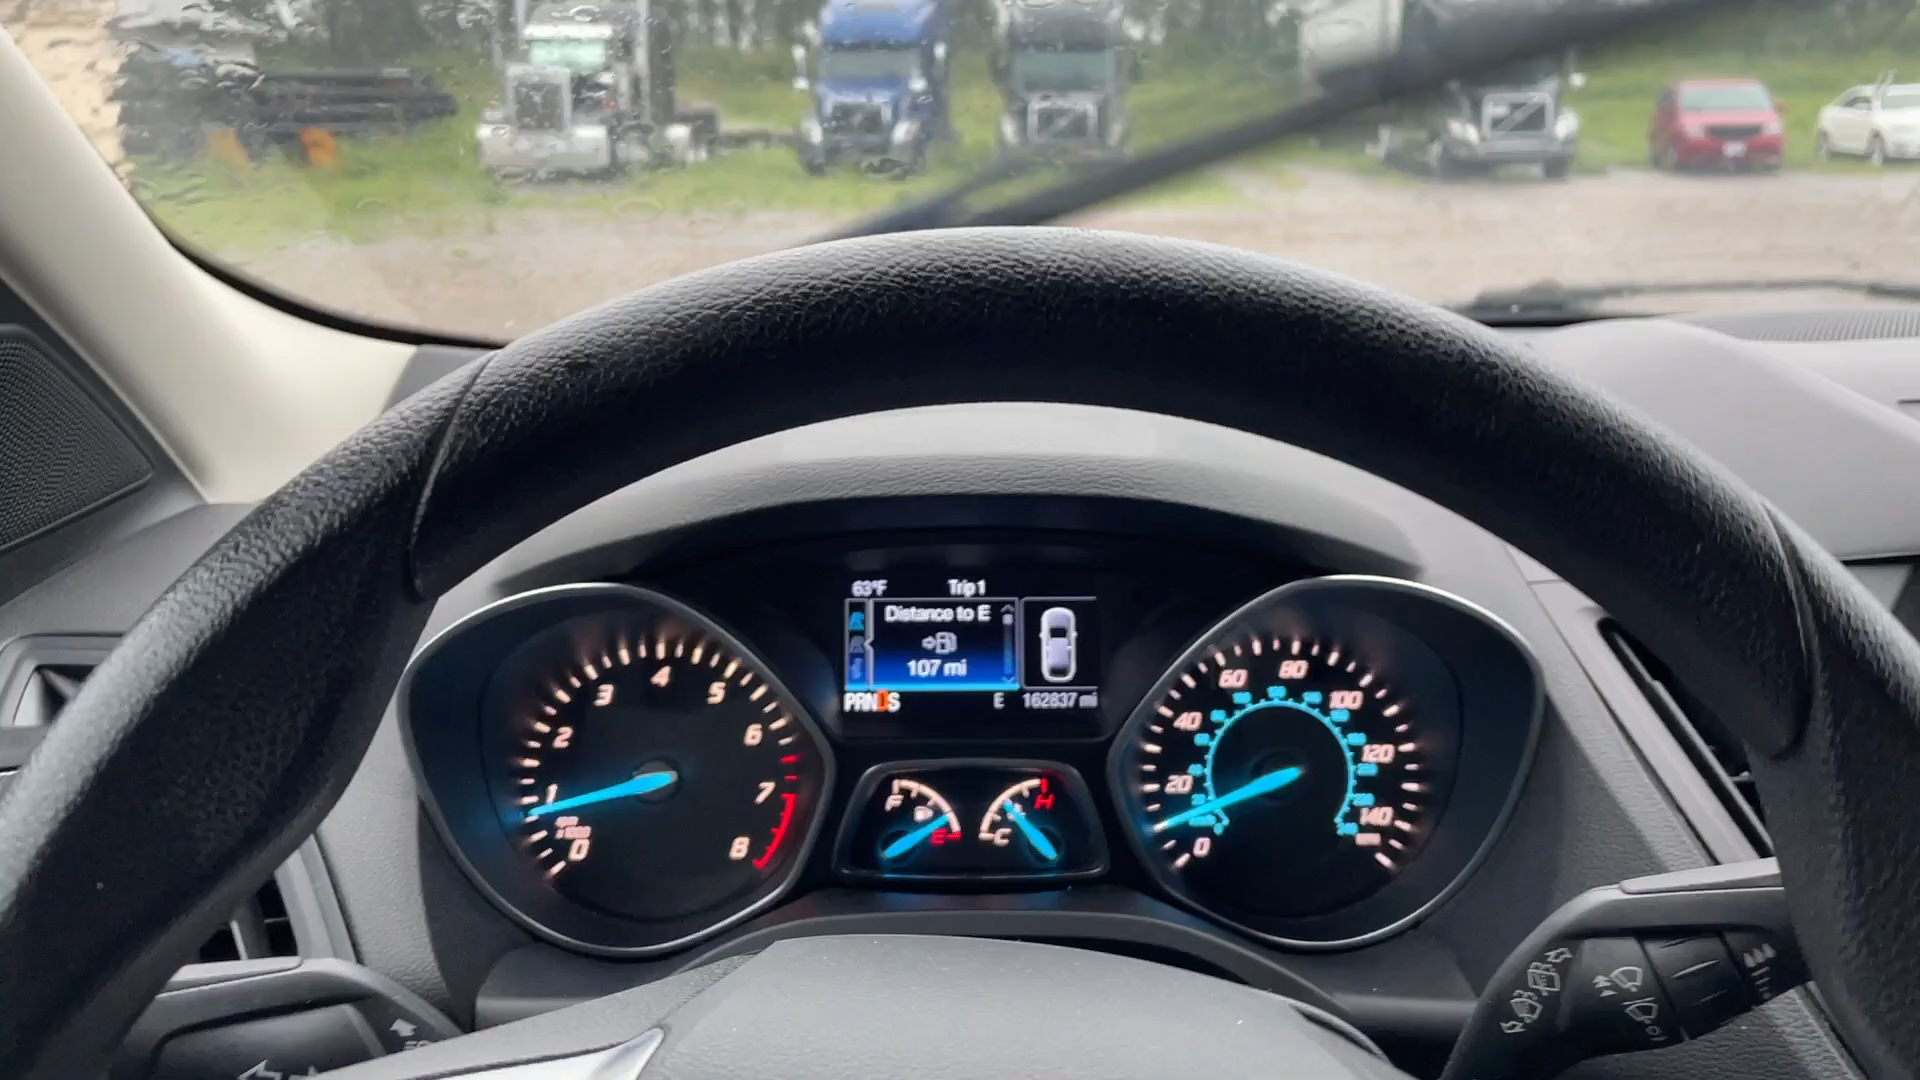 63°F Trip 1
Distance to E
107 mi
PRNDS E 162837 mi
0 1 2 3 4 5 6 7 8
x1000
F E
C H
0 20 40 60 80 100 120 140